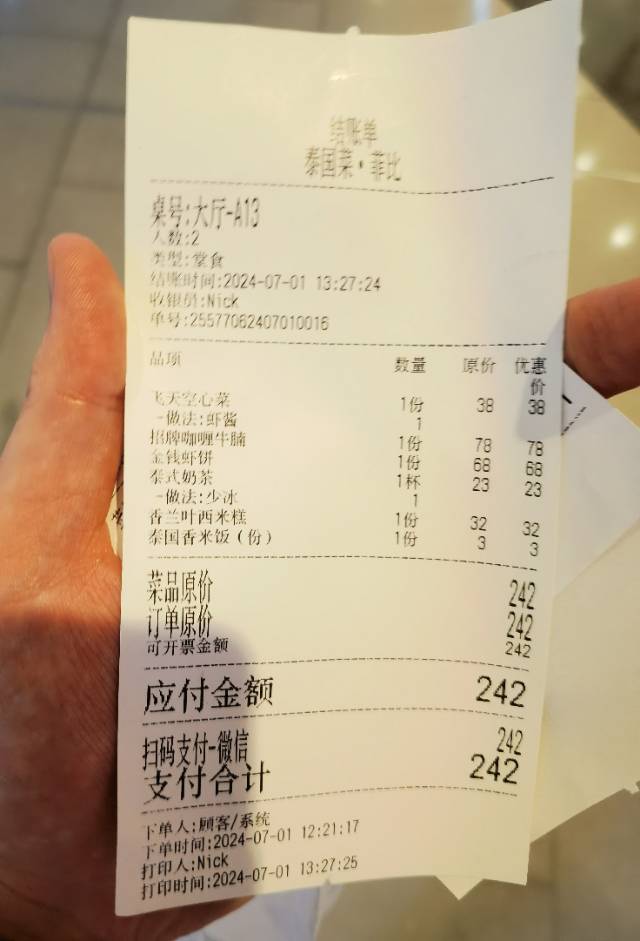 结账单
泰国菜·菲比
桌号:大厅-A13
人数:2
类型:堂食
结账时间:2024-07-01 13:27:24
收银员:Nick
单号:25577062407010016
品项 数量 原价 优惠价
飞天空心菜 1份 38 38
-做法:虾酱 1
招牌咖喱牛腩 1份 78 78
金钱虾饼 1份 68 68
泰式奶茶 1杯 23 23
-做法:少冰 1
香兰叶西米糕 1份 32 32
泰国香米饭(份) 1份 3 3
菜品原价 242
订单原价 242
可开票金额 242
应付金额 242
扫码支付-微信 242
支付合计 242
下单人:顾客/系统
下单时间:2024-07-01 12:21:17
打印人:Nick
打印时间:2024-07-01 13:27:25